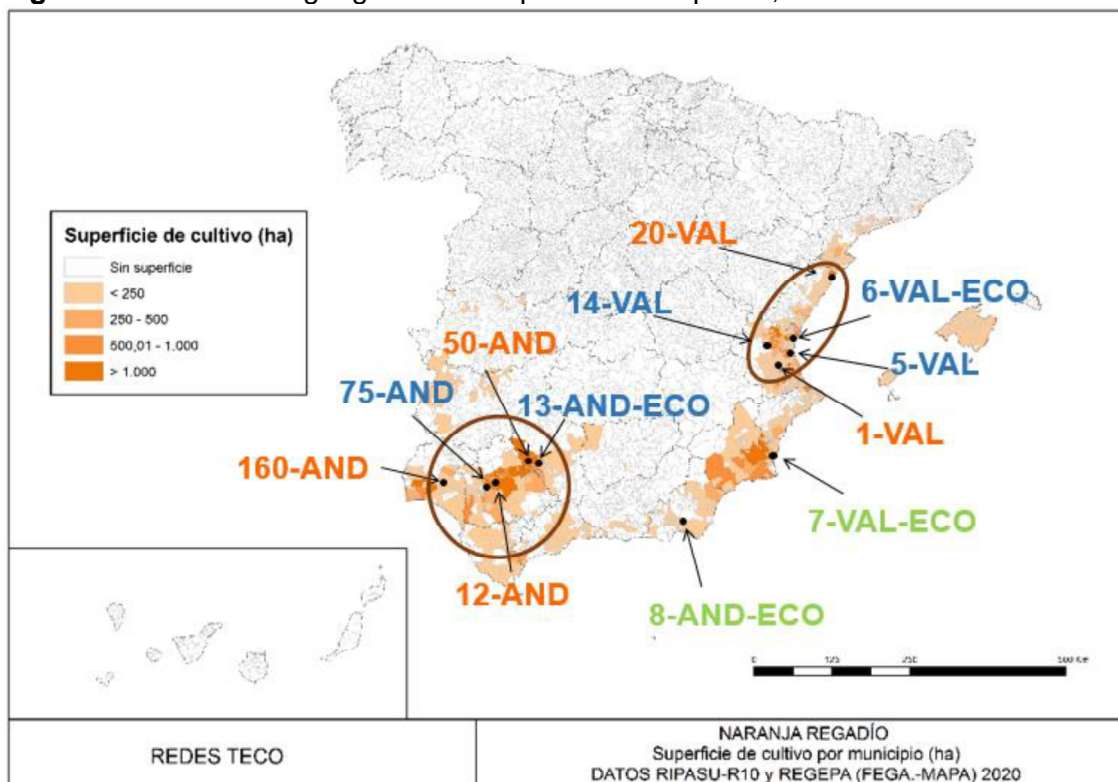 20-VAL
6-VAL-ECO
14-VAL
5-VAL
1-VAL
50-AND
75-AND
13-AND-ECO
160-AND
12-AND
7-VAL-ECO
8-AND-ECO
Superficie de cultivo (ha)
Sin superficie
< 250
250 - 500
500,01 - 1.000
> 1.000
0 125 250 500 Km
REDES TECO
NARANJA REGADÍO
Superficie de cultivo por municipio (ha)
DATOS RIPASU-R10 y REGEPA (FEGA.-MAPA) 2020